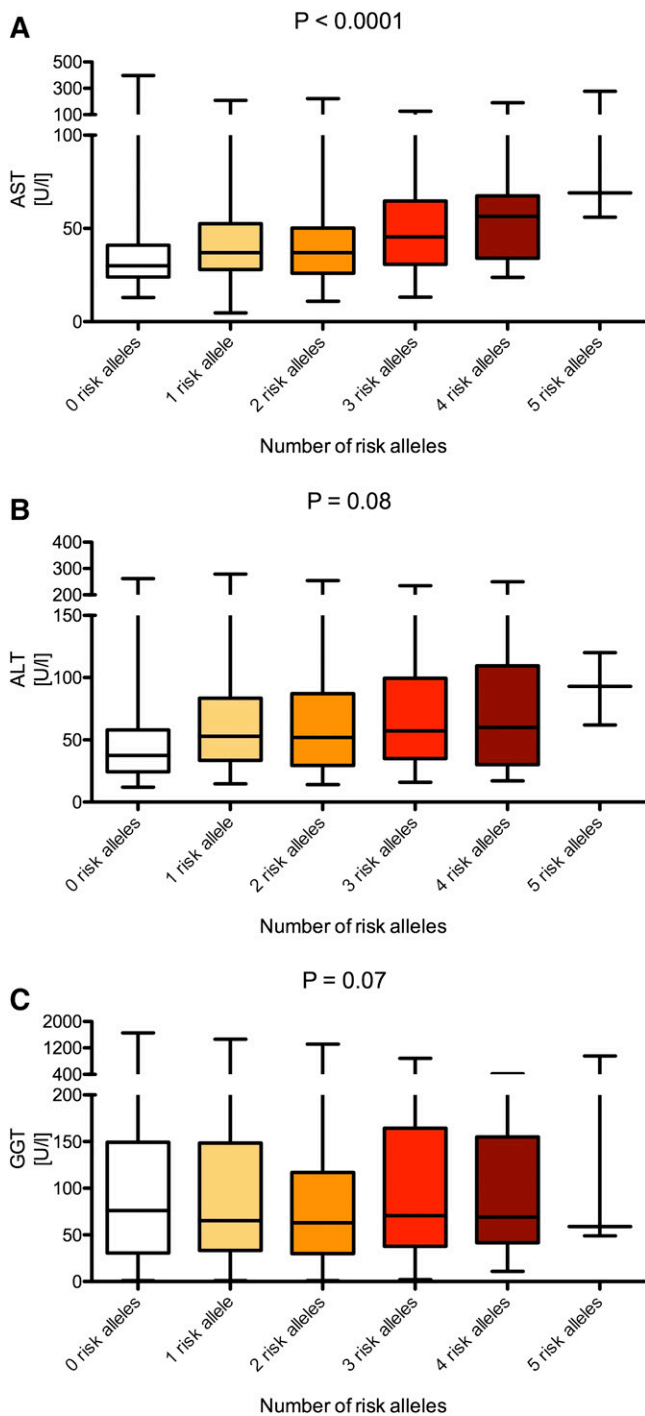 A
P < 0.0001
500
300
100
100
50
0
AST
[U/l]
0 risk alleles
1 risk allele
2 risk alleles
3 risk alleles
4 risk alleles
5 risk alleles
Number of risk alleles
B
P = 0.08
400
300
200
150
100
50
0
ALT
[U/l]
0 risk alleles
1 risk allele
2 risk alleles
3 risk alleles
4 risk alleles
5 risk alleles
Number of risk alleles
C
P = 0.07
2000
1200
400
200
150
100
50
0
GGT
[U/l]
0 risk alleles
1 risk allele
2 risk alleles
3 risk alleles
4 risk alleles
5 risk alleles
Number of risk alleles